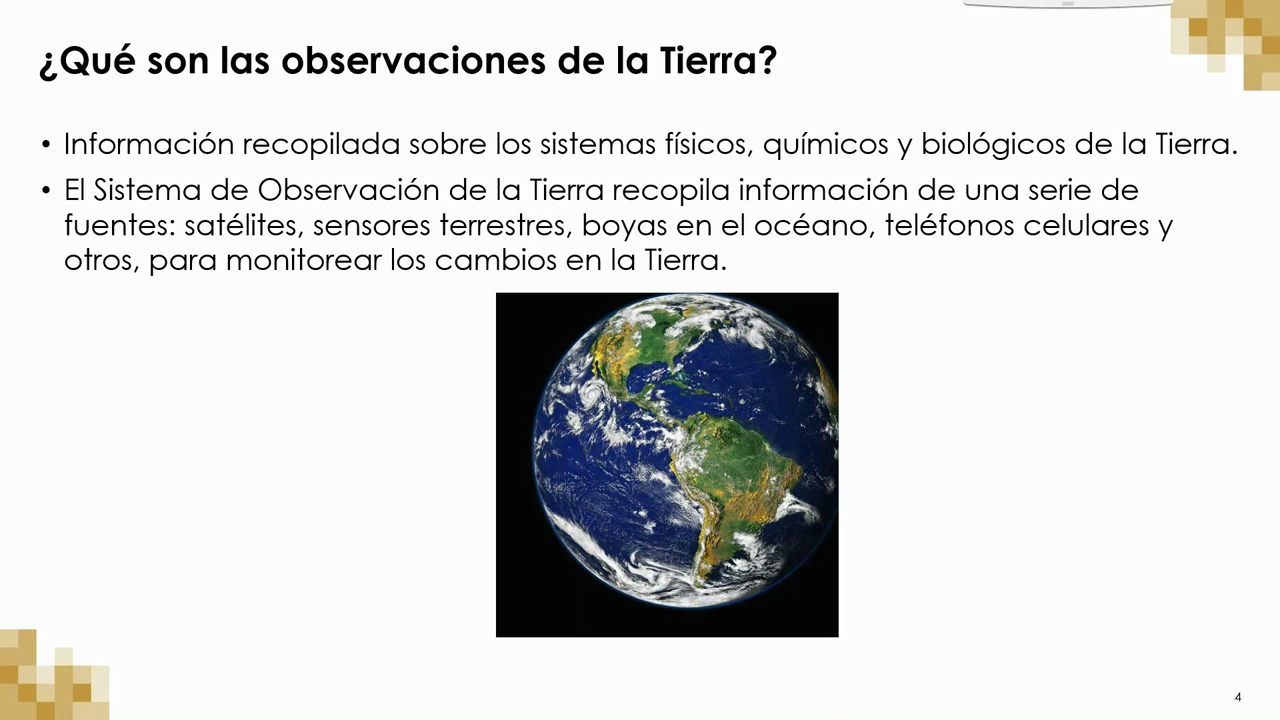 ¿Qué son las observaciones de la Tierra?
• Información recopilada sobre los sistemas físicos, químicos y biológicos de la Tierra.
• El Sistema de Observación de la Tierra recopila información de una serie de
fuentes: satélites, sensores terrestres, boyas en el océano, teléfonos celulares y
otros, para monitorear los cambios en la Tierra.
4